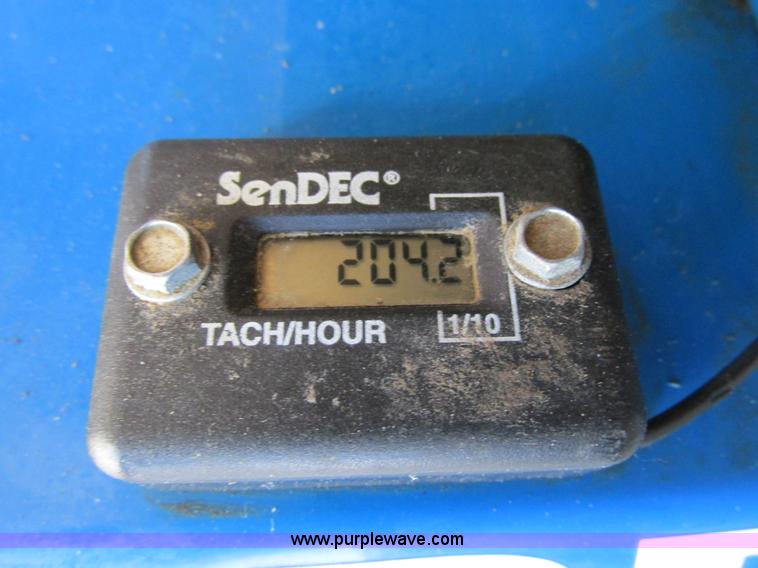 SenDEC®
204.2
TACH/HOUR 1/10
www.purplewave.com